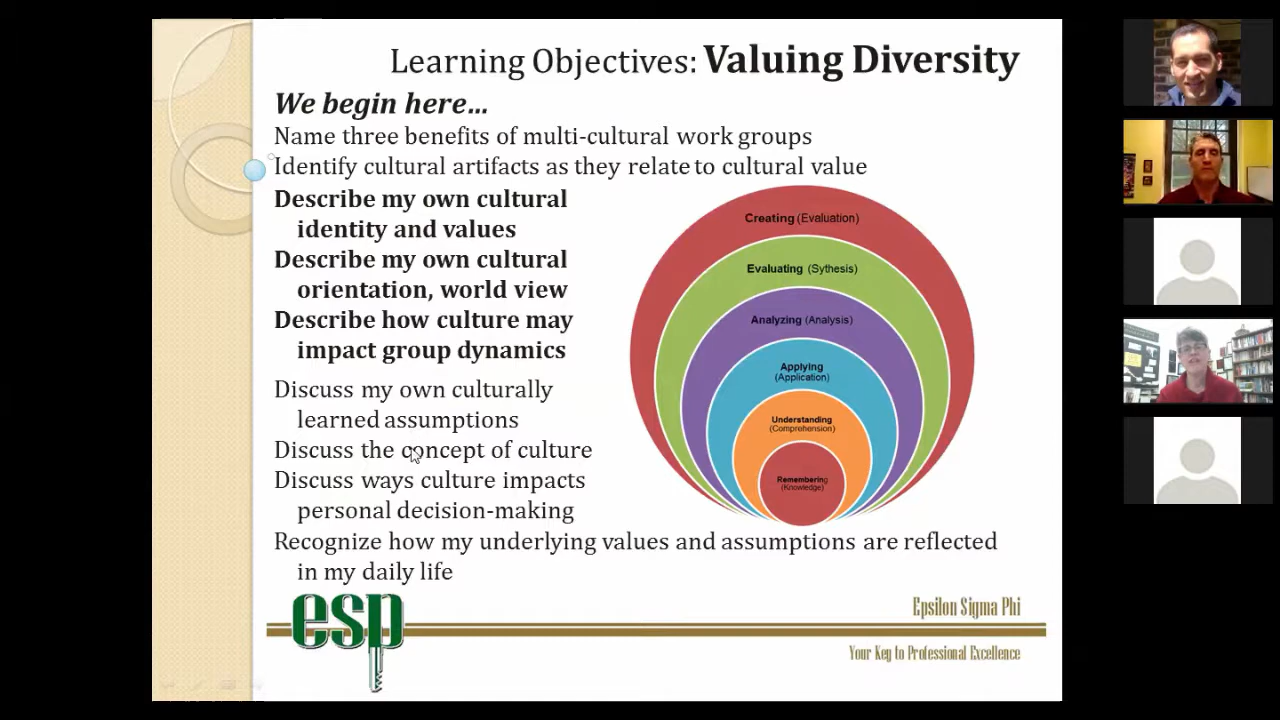 Learning Objectives: Valuing Diversity
We begin here...
Name three benefits of multi-cultural work groups
Identify cultural artifacts as they relate to cultural value
Describe my own cultural
identity and values
Describe my own cultural
orientation, world view
Describe how culture may
impact group dynamics
Discuss my own culturally
learned assumptions
Discuss the concept of culture
Discuss ways culture impacts
personal decision-making
Recognize how my underlying values and assumptions are reflected
in my daily life
Creating (Evaluation)
Evaluating (Sythesis)
Analyzing (Analysis)
Applying
(Application)
Understanding
(Comprehension)
Remembering
(Knowledge)
esp
Epsilon Sigma Phi
Your Key to Professional Excellence